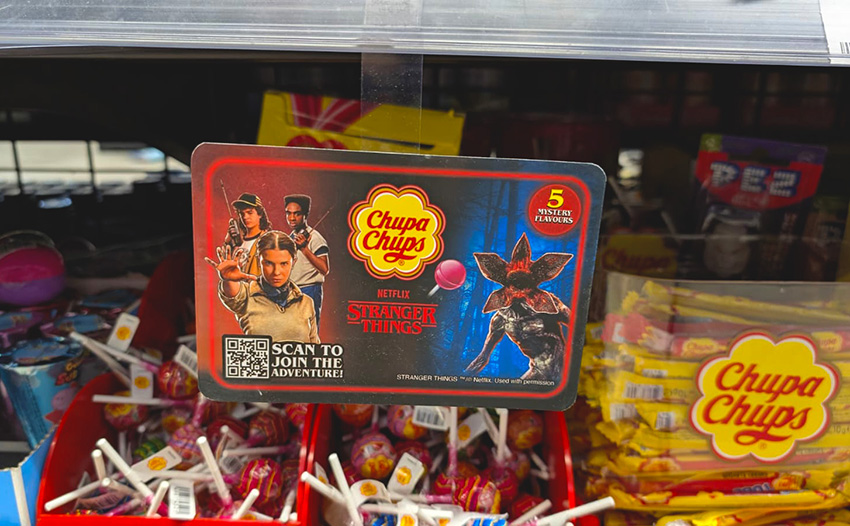 5
MYSTERY
FLAVOURS
Chupa
Chups
NETFLIX
STRANGER
THINGS
SCAN TO
JOIN THE
ADVENTURE!
STRANGER THINGS ™/© Netflix. Used with permission
PEZ
Chupa
Chups